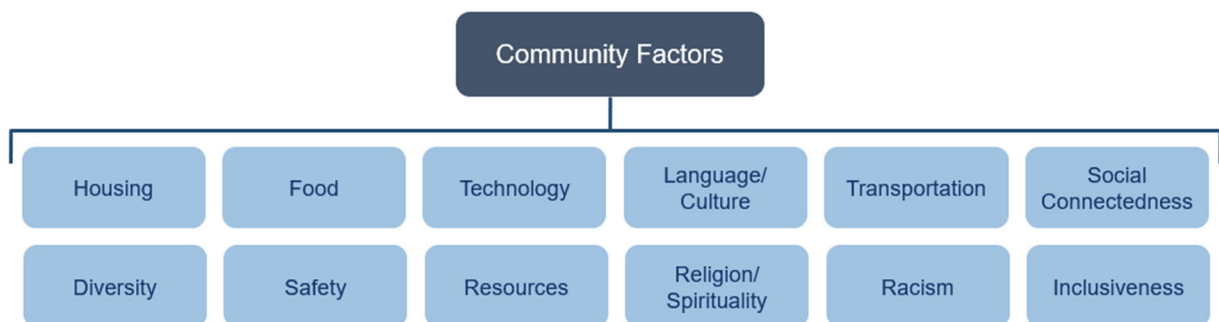 Community Factors
Housing
Food
Technology
Language/
Culture
Transportation
Social
Connectedness
Diversity
Safety
Resources
Religion/
Spirituality
Racism
Inclusiveness